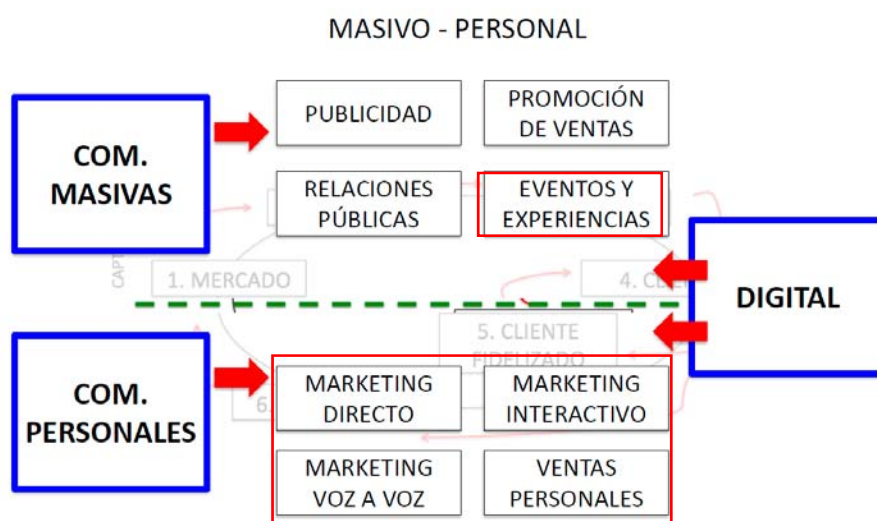 MASIVO - PERSONAL
COM.
MASIVAS
PUBLICIDAD
PROMOCIÓN
DE VENTAS
RELACIONES
PÚBLICAS
EVENTOS Y
EXPERIENCIAS
1. MERCADO
DIGITAL
5. CLIENTE
FIDELIZADO
COM.
PERSONALES
MARKETING
DIRECTO
MARKETING
INTERACTIVO
MARKETING
VOZ A VOZ
VENTAS
PERSONALES